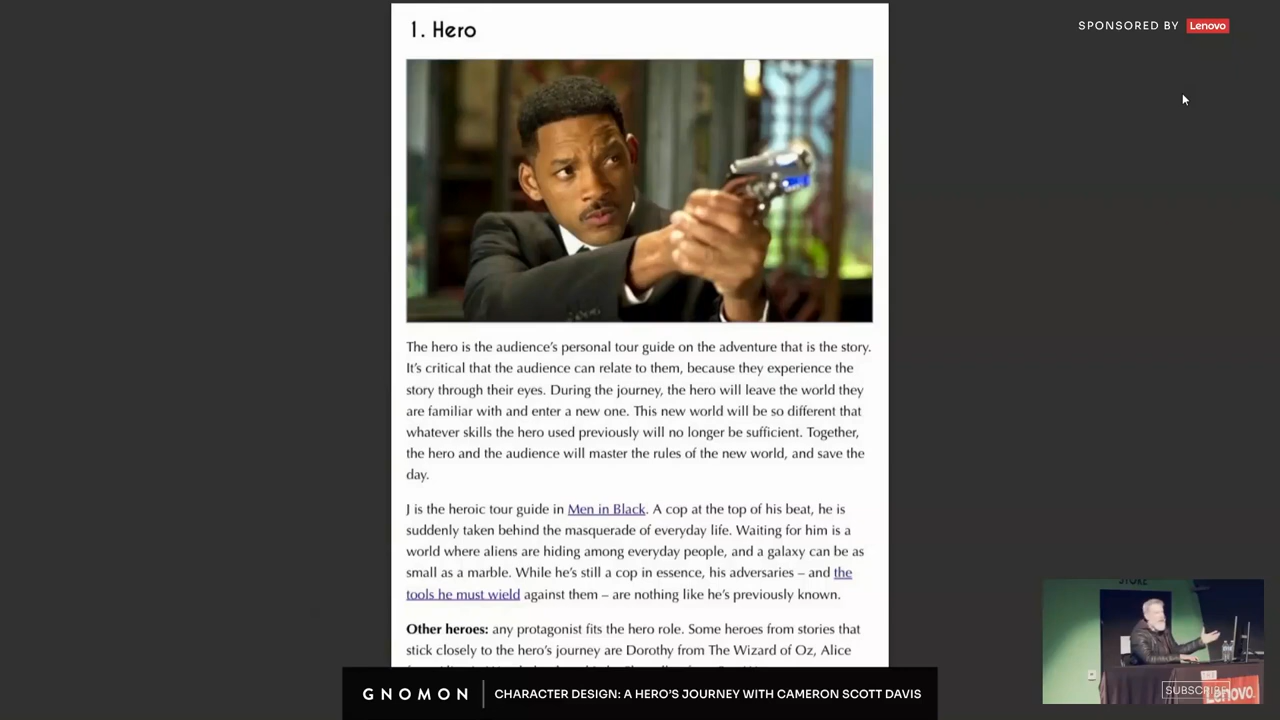 SPONSORED BY Lenovo
1. Hero
The hero is the audience’s personal tour guide on the adventure that is the story.
It’s critical that the audience can relate to them, because they experience the
story through their eyes. During the journey, the hero will leave the world they
are familiar with and enter a new one. This new world will be so different that
whatever skills the hero used previously will no longer be sufficient. Together,
the hero and the audience will master the rules of the new world, and save the
day.
J is the heroic tour guide in Men in Black. A cop at the top of his beat, he is
suddenly taken behind the masquerade of everyday life. Waiting for him is a
world where aliens are hiding among everyday people, and a galaxy can be as
small as a marble. While he’s still a cop in essence, his adversaries – and the
tools he must wield against them – are nothing like he’s previously known.
Other heroes: any protagonist fits the hero role. Some heroes from stories that
stick closely to the hero’s journey are Dorothy from The Wizard of Oz, Alice
GNOMON
CHARACTER DESIGN: A HERO’S JOURNEY WITH CAMERON SCOTT DAVIS
SUBSCRIBE
Lenovo.